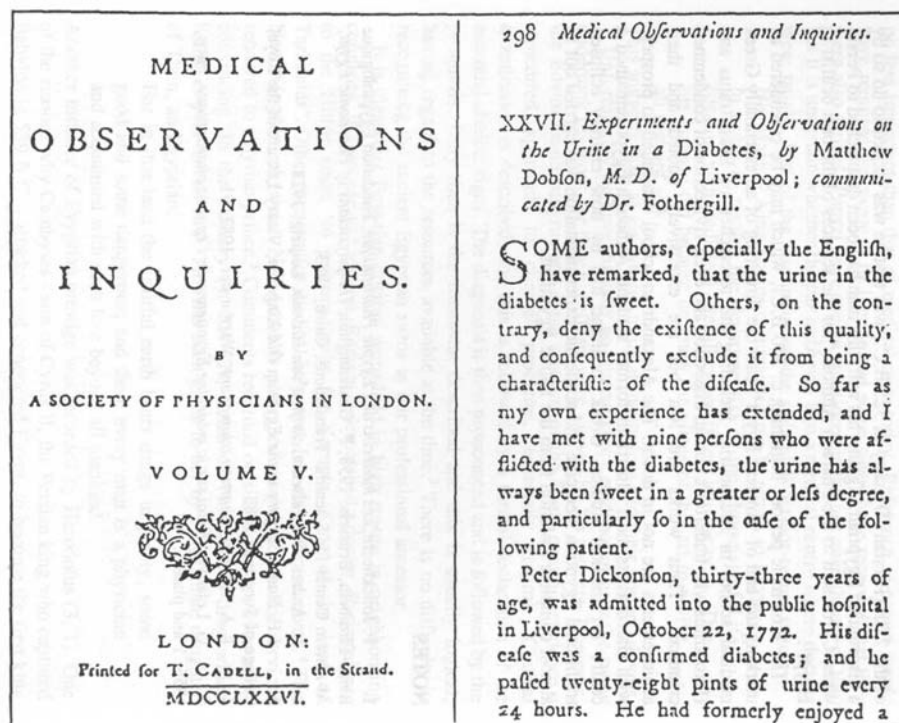 MEDICAL
OBSERVATIONS
AND
INQUIRIES.
BY
A SOCIETY OF PHYSICIANS IN LONDON.
VOLUME V.
LONDON:
Printed for T. CADELL, in the Strand.
MDCCLXXVI.
298 Medical Obſervations and Inquiries.
XXVII. Experiments and Obſervations on
the Urine in a Diabetes, by Matthew
Dobſon, M. D. of Liverpool; communi-
cated by Dr. Fothergill.
SOME authors, eſpecially the Engliſh,
have remarked, that the urine in the
diabetes is ſweet. Others, on the con-
trary, deny the exiſtence of this quality,
and conſequently exclude it from being a
characteriſtic of the diſeaſe. So far as
my own experience has extended, and I
have met with nine perſons who were af-
flicted with the diabetes, the urine has al-
ways been ſweet in a greater or leſs degree,
and particularly ſo in the caſe of the fol-
lowing patient.
Peter Dickonſon, thirty-three years of
age, was admitted into the public hoſpital
in Liverpool, October 22, 1772. His diſ-
eaſe was a confirmed diabetes; and he
paſſed twenty-eight pints of urine every
24 hours. He had formerly enjoyed a